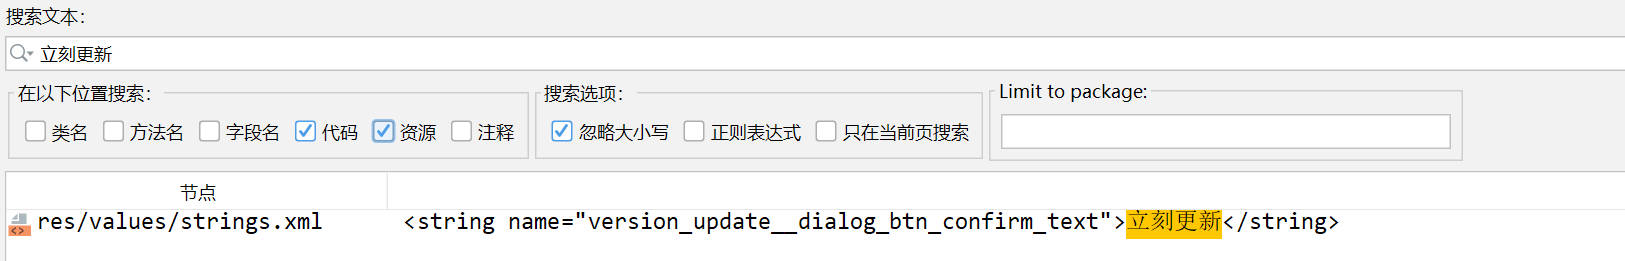 搜索文本:
立刻更新
在以下位置搜索: 搜索选项: Limit to package:
类名 方法名 字段名 代码 资源 注释 忽略大小写 正则表达式 只在当前页搜索
节点
res/values/strings.xml <string name="version_update__dialog_btn_confirm_text">立刻更新</string>